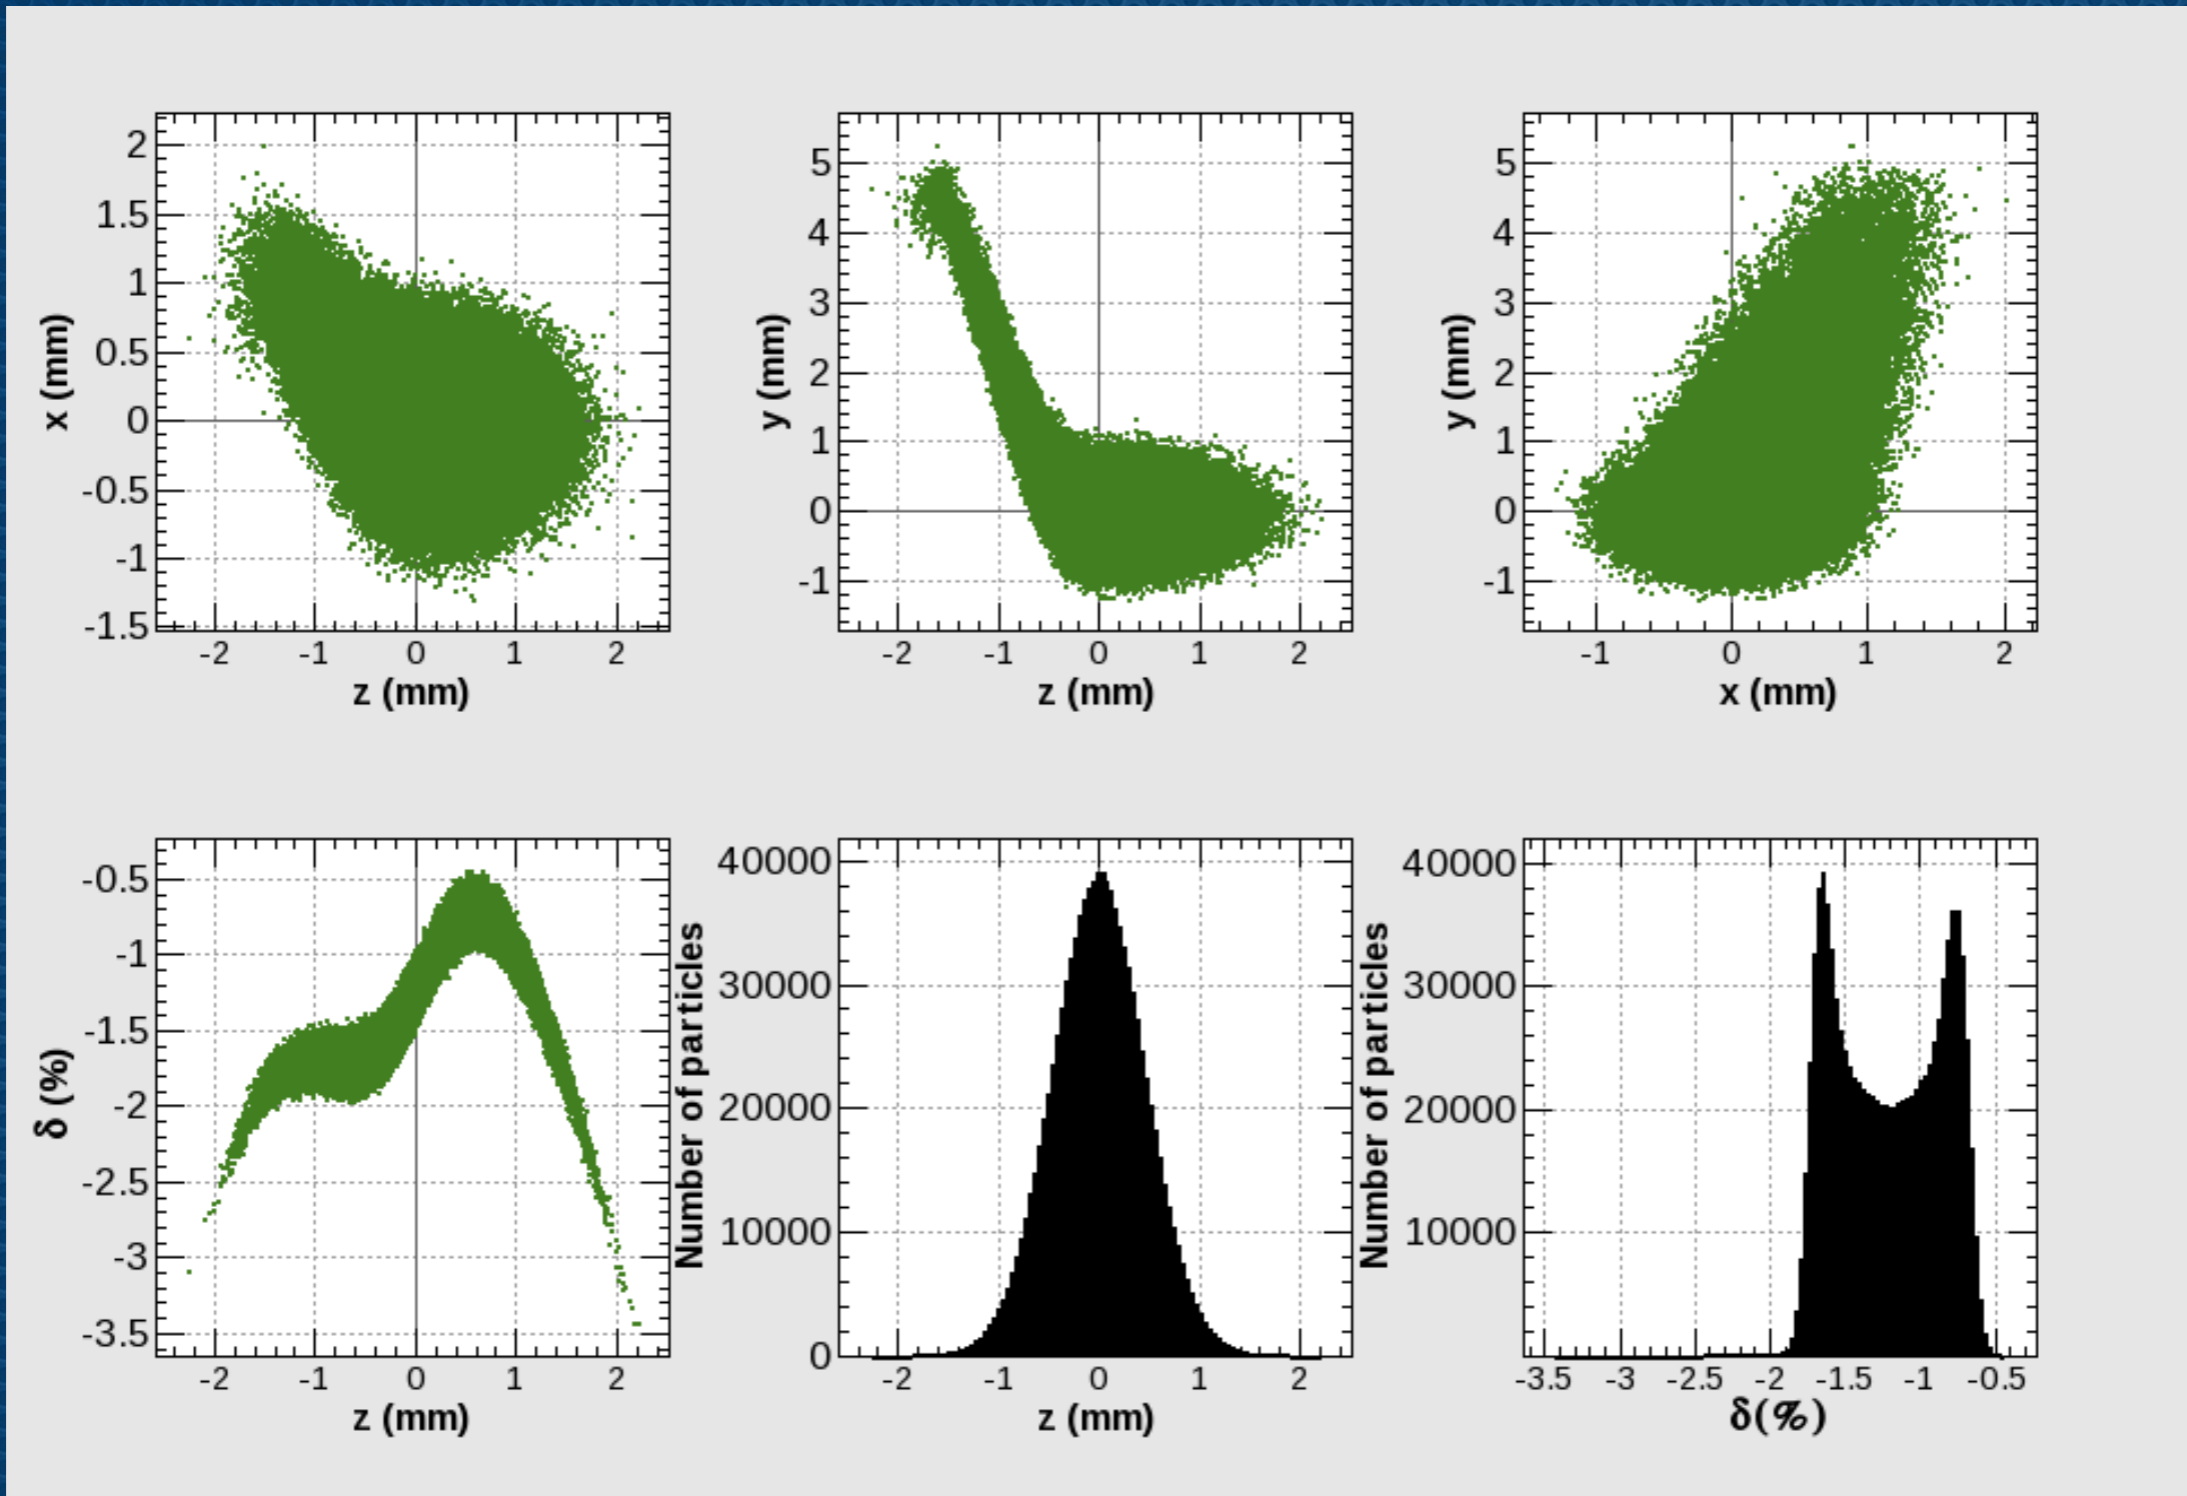 2
1.5
1
0.5
0
-0.5
-1
-1.5
x (mm)
-2 -1 0 1 2
z (mm)
5
4
3
2
1
0
-1
y (mm)
-2 -1 0 1 2
z (mm)
5
4
3
2
1
0
-1
y (mm)
-1 0 1 2
x (mm)
-0.5
-1
-1.5
-2
-2.5
-3
-3.5
δ (%)
-2 -1 0 1 2
z (mm)
40000
30000
20000
10000
0
Number of particles
-2 -1 0 1 2
z (mm)
40000
30000
20000
10000
Number of particles
-3.5 -3 -2.5 -2 -1.5 -1 -0.5
δ(%)